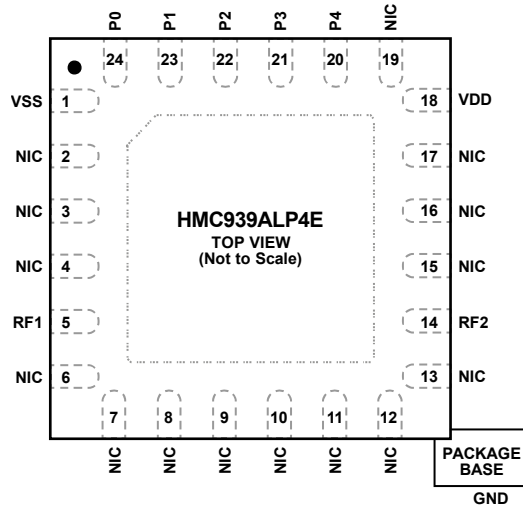 P0 P1 P2 P3 P4 NIC
24 23 22 21 20 19
VSS 1 18 VDD
NIC 2 17 NIC
NIC 3 16 NIC
NIC 4 15 NIC
RF1 5 14 RF2
NIC 6 13 NIC
HMC939ALP4E
TOP VIEW
(Not to Scale)
7 8 9 10 11 12
NIC NIC NIC NIC NIC NIC
PACKAGE
BASE
GND